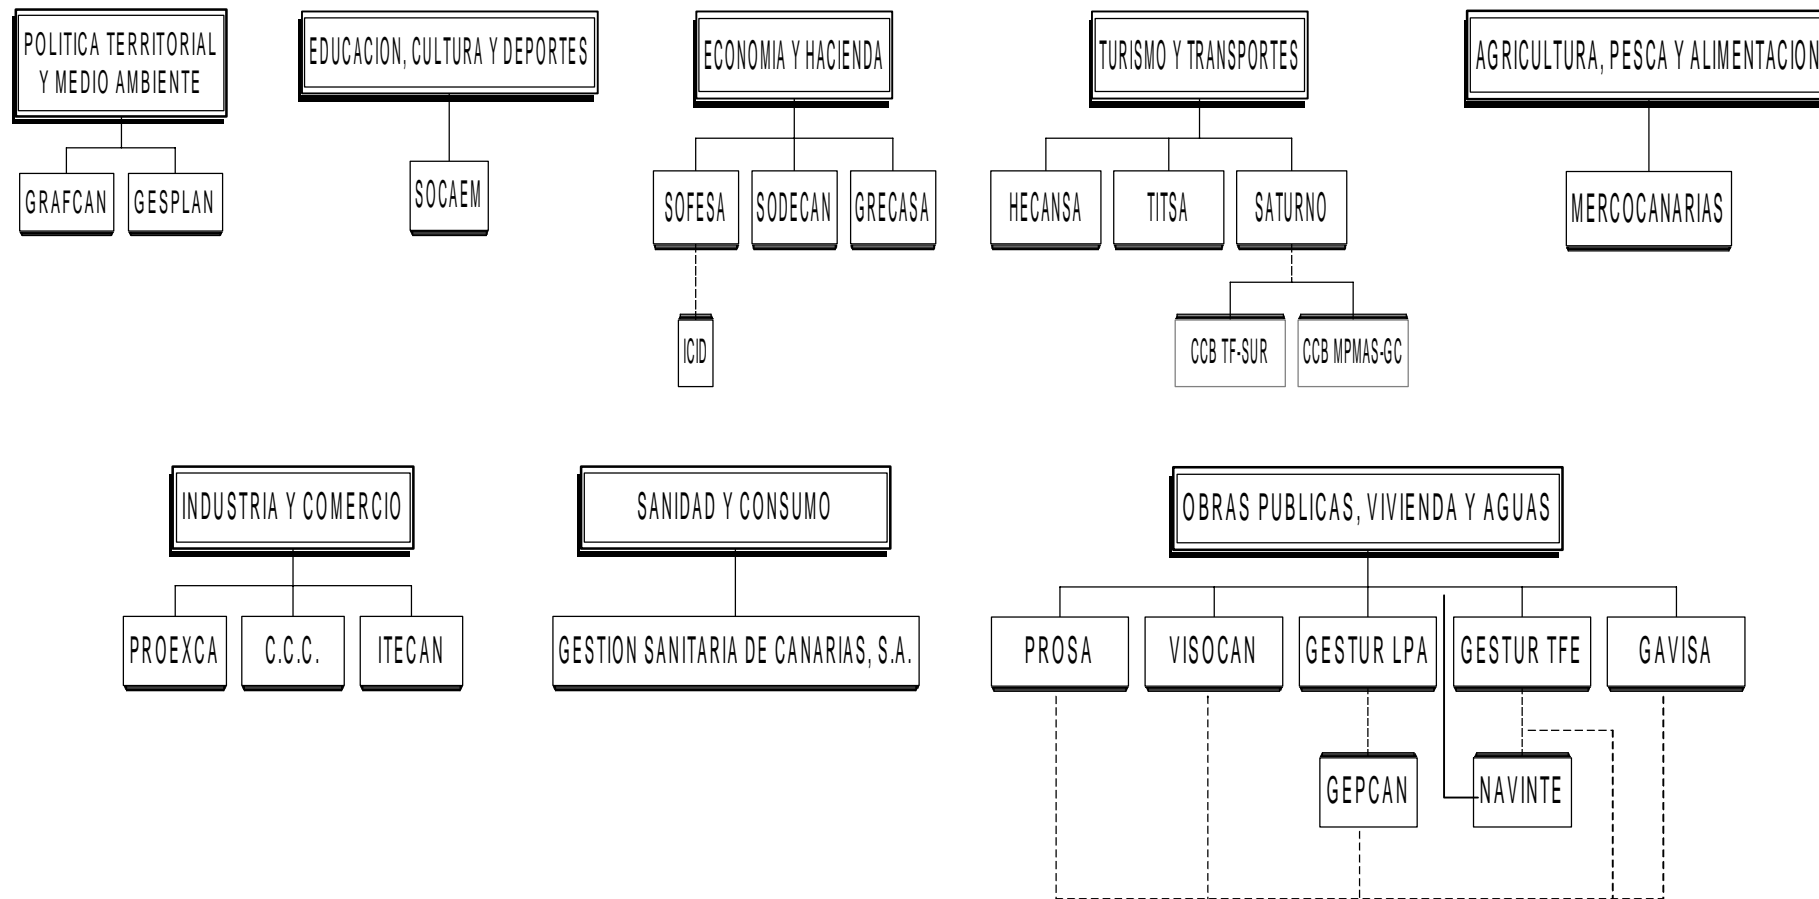 POLITICA TERRITORIAL
Y MEDIO AMBIENTE
EDUCACION, CULTURA Y DEPORTES
ECONOMIA Y HACIENDA
TURISMO Y TRANSPORTES
AGRICULTURA, PESCA Y ALIMENTACION
GRAFCAN
GESPLAN
SOCAEM
SOFESA
SODECAN
GRECASA
HECANSA
TITSA
SATURNO
MERCOCANARIAS
ICID
CCB TF-SUR
CCB MPMAS-GC
INDUSTRIA Y COMERCIO
SANIDAD Y CONSUMO
OBRAS PUBLICAS, VIVIENDA Y AGUAS
PROEXCA
C.C.C.
ITECAN
GESTION SANITARIA DE CANARIAS, S.A.
PROSA
VISOCAN
GESTUR LPA
GESTUR TFE
GAVISA
GEPCAN
NAVINTE